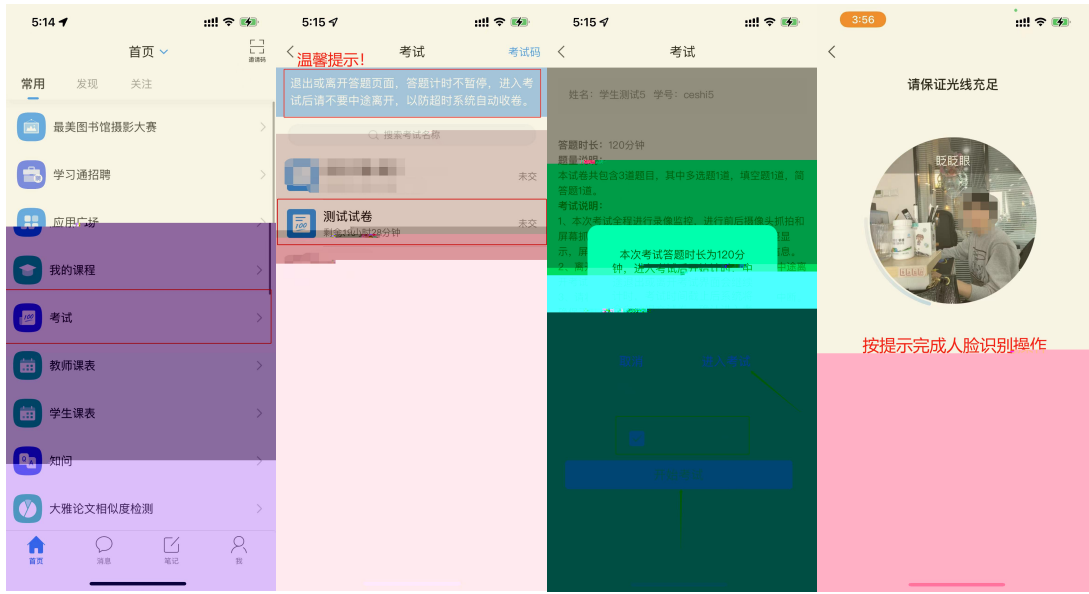 5:14
首页
邀请码
常用 发现 关注
最美图书馆摄影大赛
学习通招聘
应用广场
我的课程
考试
教师课表
学生课表
知问
大雅论文相似度检测
首页 消息 笔记 我
5:15
考试 考试码
温馨提示!
退出或离开答题页面，答题计时不暂停，进入考
试后请不要中途离开，以防超时系统自动收卷。
搜索考试名称
未交
测试试卷
未交
5:15
考试
姓名：学生测试5 学号：ceshi5
答题时长：120分钟
题量说明：
本试卷共包含3道题目，其中多选题1道，填空题1道，简
答题1道。
考试说明：
1、本次考试全程进行录像监控，进行前后摄像头抓拍和
本次考试答题时长为120分
3:56
请保证光线充足
眨眨眼
按提示完成人脸识别操作